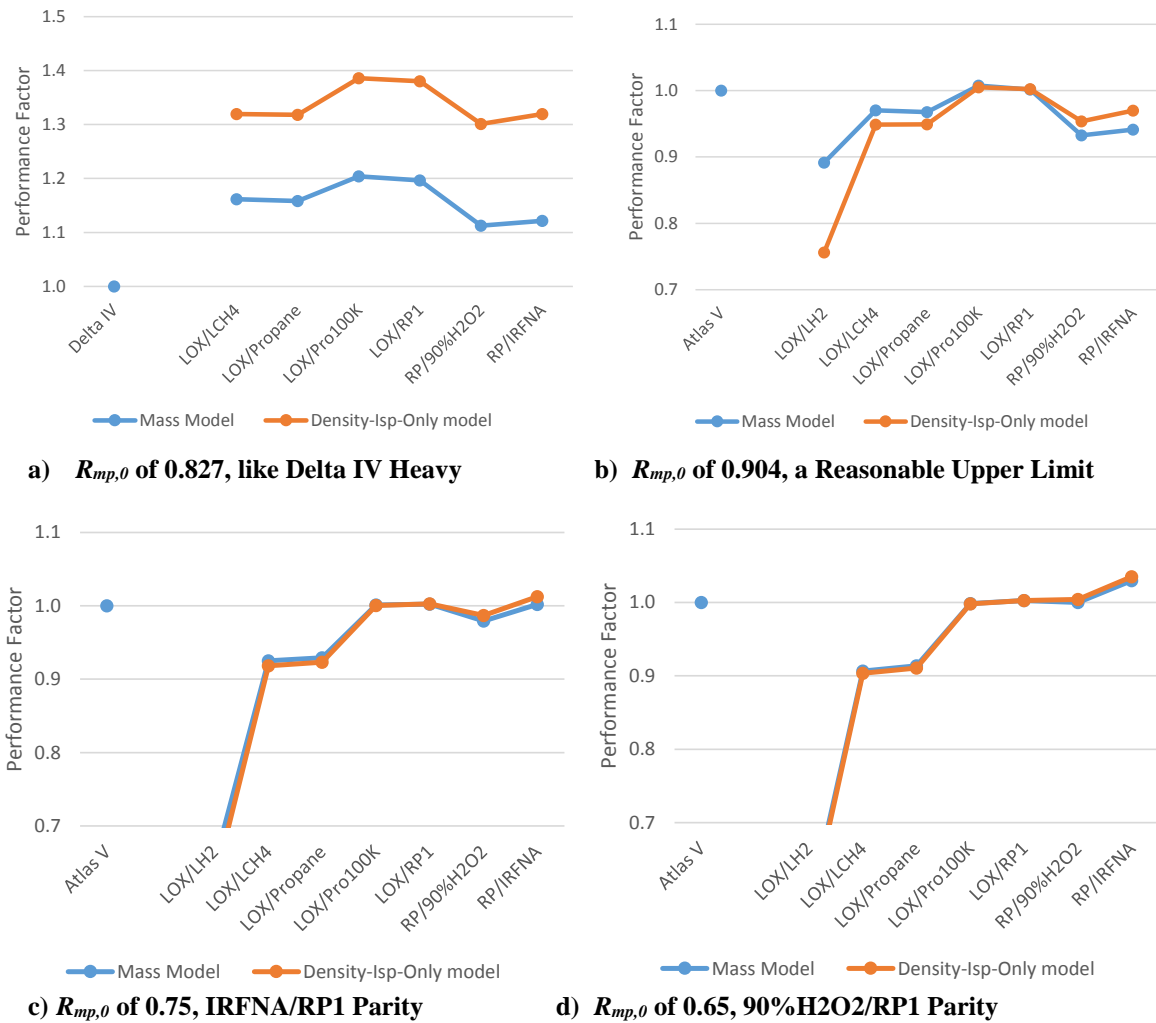 1.5
1.4
1.3
1.2
1.1
1.0
Performance Factor
Delta IV
LOX/LCH4
LOX/Propane
LOX/Pro100K
LOX/RP1
RP/90%H2O2
RP/IRFNA
Mass Model
Density-Isp-Only model
a) Rmp,0 of 0.827, like Delta IV Heavy
1.1
1.0
0.9
0.8
0.7
Performance Factor
Atlas V
LOX/LH2
LOX/LCH4
LOX/Propane
LOX/Pro100K
LOX/RP1
RP/90%H2O2
RP/IRFNA
Mass Model
Density-Isp-Only model
b) Rmp,0 of 0.904, a Reasonable Upper Limit
1.1
1.0
0.9
0.8
0.7
Performance Factor
Atlas V
LOX/LH2
LOX/LCH4
LOX/Propane
LOX/Pro100K
LOX/RP1
RP/90%H2O2
RP/IRFNA
Mass Model
Density-Isp-Only model
c) Rmp,0 of 0.75, IRFNA/RP1 Parity
1.1
1.0
0.9
0.8
0.7
Performance Factor
Atlas V
LOX/LH2
LOX/LCH4
LOX/Propane
LOX/Pro100K
LOX/RP1
RP/90%H2O2
RP/IRFNA
Mass Model
Density-Isp-Only model
d) Rmp,0 of 0.65, 90%H2O2/RP1 Parity